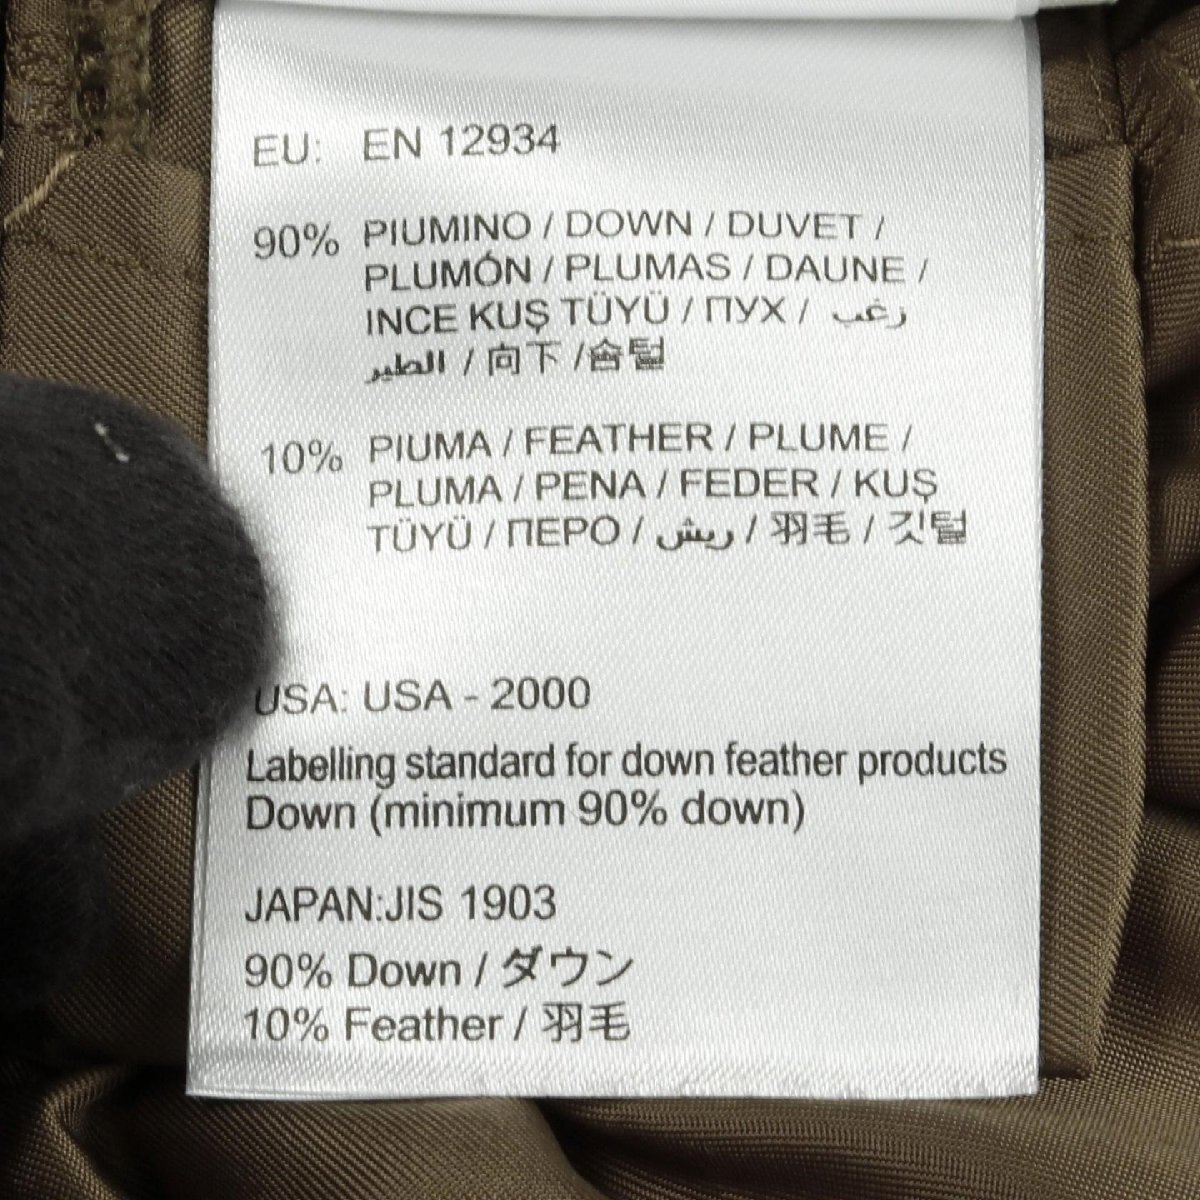 EU: EN 12934
90% PIUMINO / DOWN / DUVET /
PLUMÓN / PLUMAS / DAUNE /
INCE KUŞ TÜYÜ / ПУХ / زغب
الطير / 向下 /솜털
10% PIUMA / FEATHER / PLUME /
PLUMA / PENA / FEDER / KUŞ
TÜYÜ / ПЕРО / ريش / 羽毛 / 깃털
USA: USA - 2000
Labelling standard for down feather products
Down (minimum 90% down)
JAPAN:JIS 1903
90% Down / ダウン
10% Feather / 羽毛